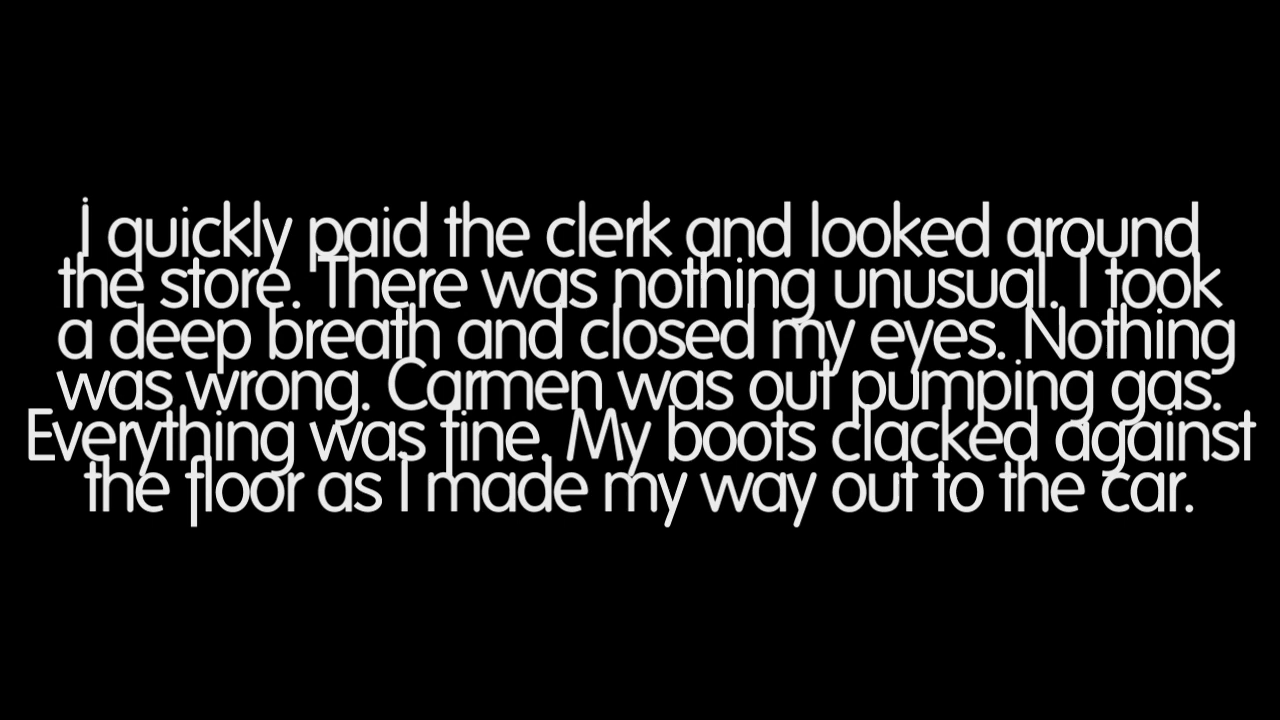 I quickly paid the clerk and looked around
the store. There was nothing unusual. I took
a deep breath and closed my eyes. Nothing
was wrong. Carmen was out pumping gas.
Everything was fine. My boots clacked against
the floor as I made my way out to the car.